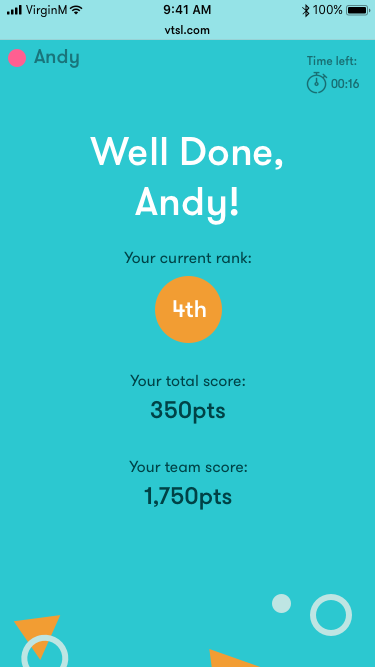 VirginM 9:41 AM 100%
vtsl.com
Andy
Time left:
00:16
Well Done,
Andy!
Your current rank:
4th
Your total score:
350pts
Your team score:
1,750pts